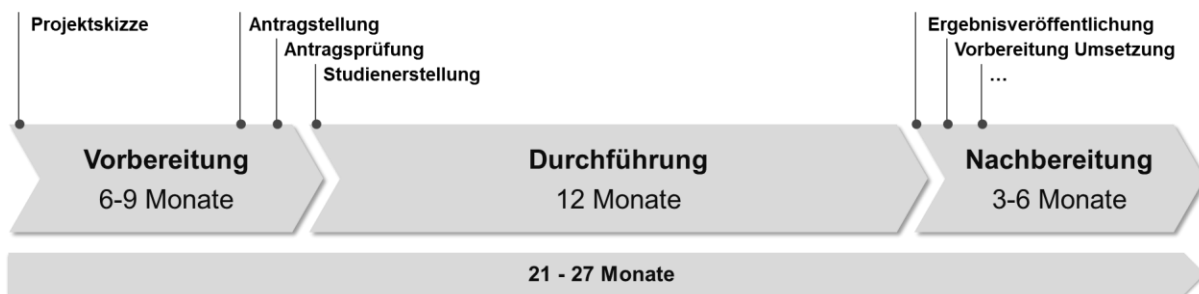 Projektskizze
Antragstellung
Antragsprüfung
Studienerstellung
Ergebnisveröffentlichung
Vorbereitung Umsetzung
...
Vorbereitung
6-9 Monate
Durchführung
12 Monate
Nachbereitung
3-6 Monate
21 - 27 Monate